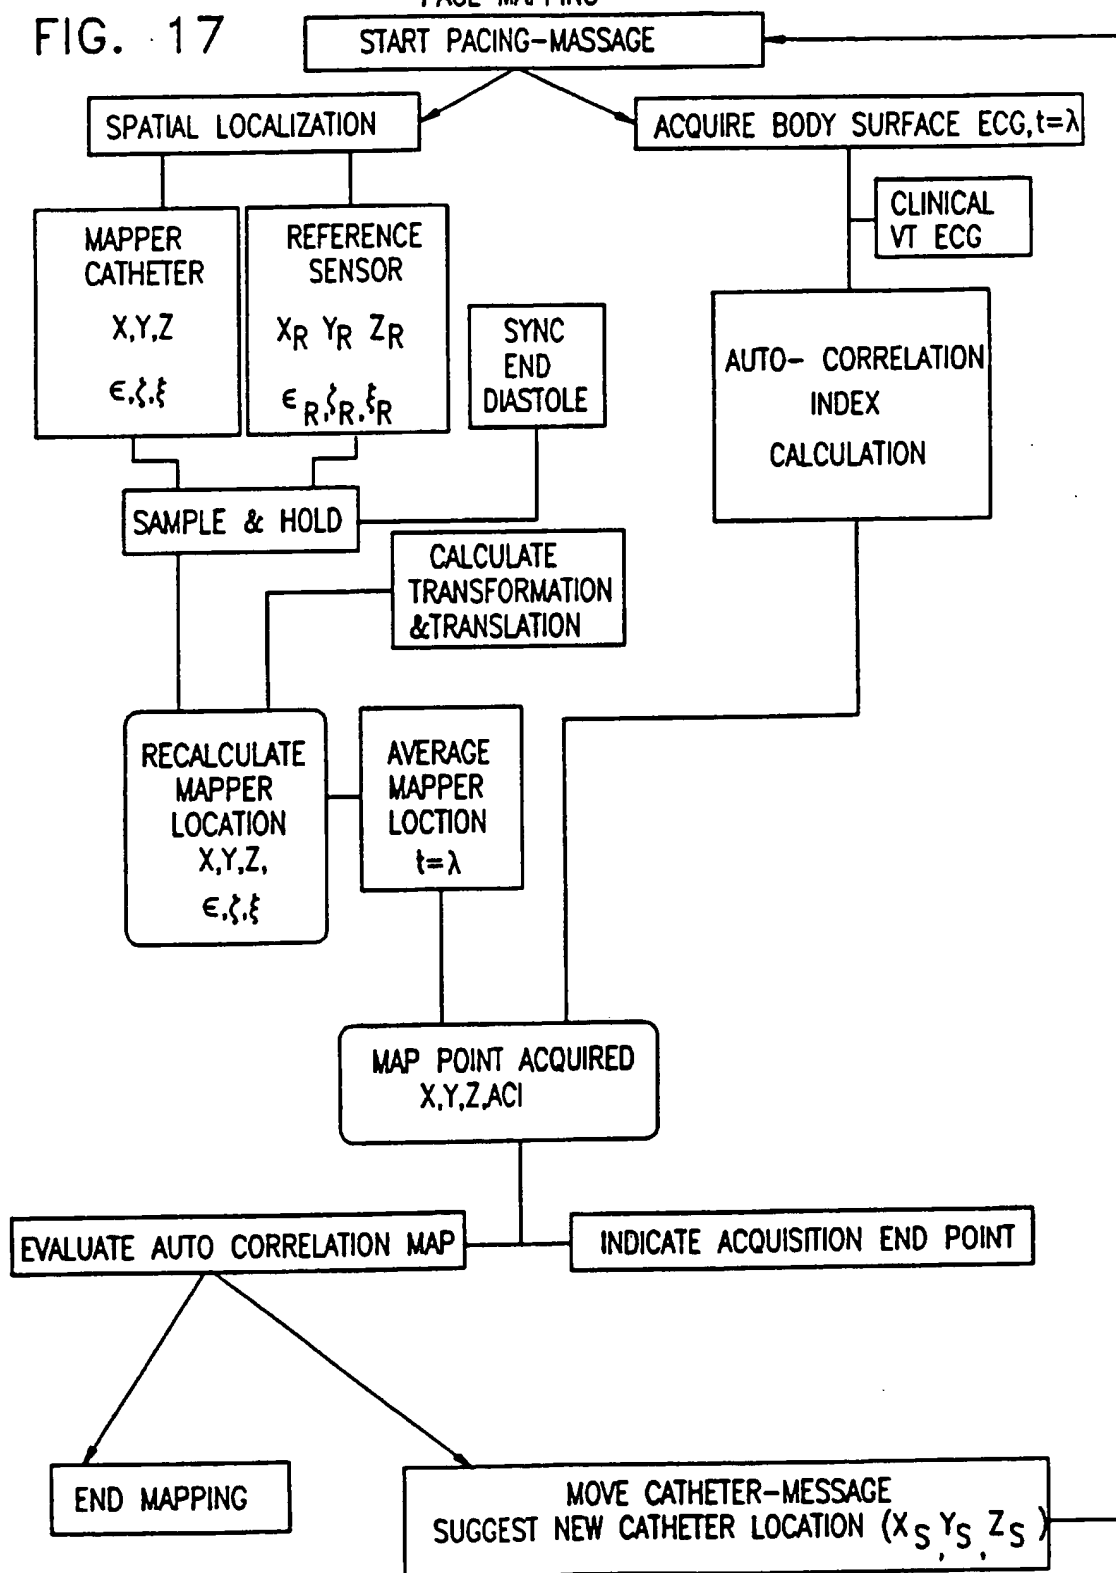 PACE MAPPING
FIG. 17
START PACING-MASSAGE
SPATIAL LOCALIZATION
ACQUIRE BODY SURFACE ECG, t=λ
CLINICAL
VT ECG
MAPPER
CATHETER
X,Y,Z
ϵ,ζ,ξ
REFERENCE
SENSOR
XR YR ZR
ϵR,ζR,ξR
SYNC
END
DIASTOLE
AUTO- CORRELATION
INDEX
CALCULATION
SAMPLE & HOLD
CALCULATE
TRANSFORMATION
&TRANSLATION
RECALCULATE
MAPPER
LOCATION
X,Y,Z,
ϵ,ζ,ξ
AVERAGE
MAPPER
LOCTION
t=λ
MAP POINT ACQUIRED
X,Y,Z,ACI
EVALUATE AUTO CORRELATION MAP
INDICATE ACQUISITION END POINT
END MAPPING
MOVE CATHETER-MESSAGE
SUGGEST NEW CATHETER LOCATION (XS,YS,ZS)